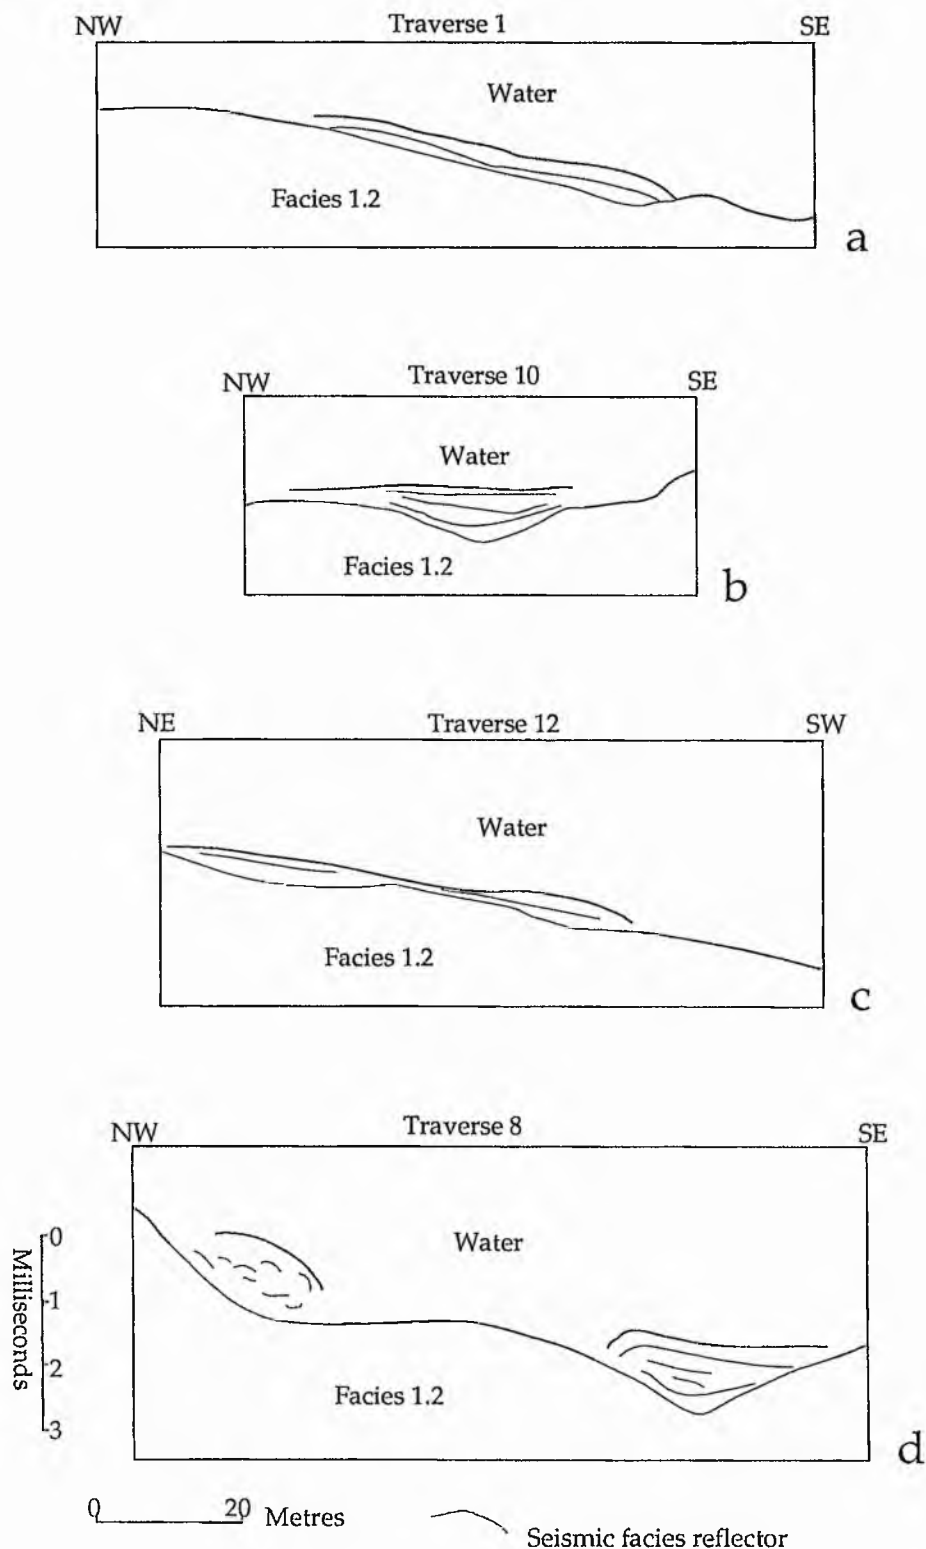 NW Traverse 1 SE
Water
Facies 1.2
a
NW Traverse 10 SE
Water
Facies 1.2
b
NE Traverse 12 SW
Water
Facies 1.2
c
NW Traverse 8 SE
Water
Facies 1.2
d
Milliseconds
0
1
2
3
0 20 Metres
Seismic facies reflector